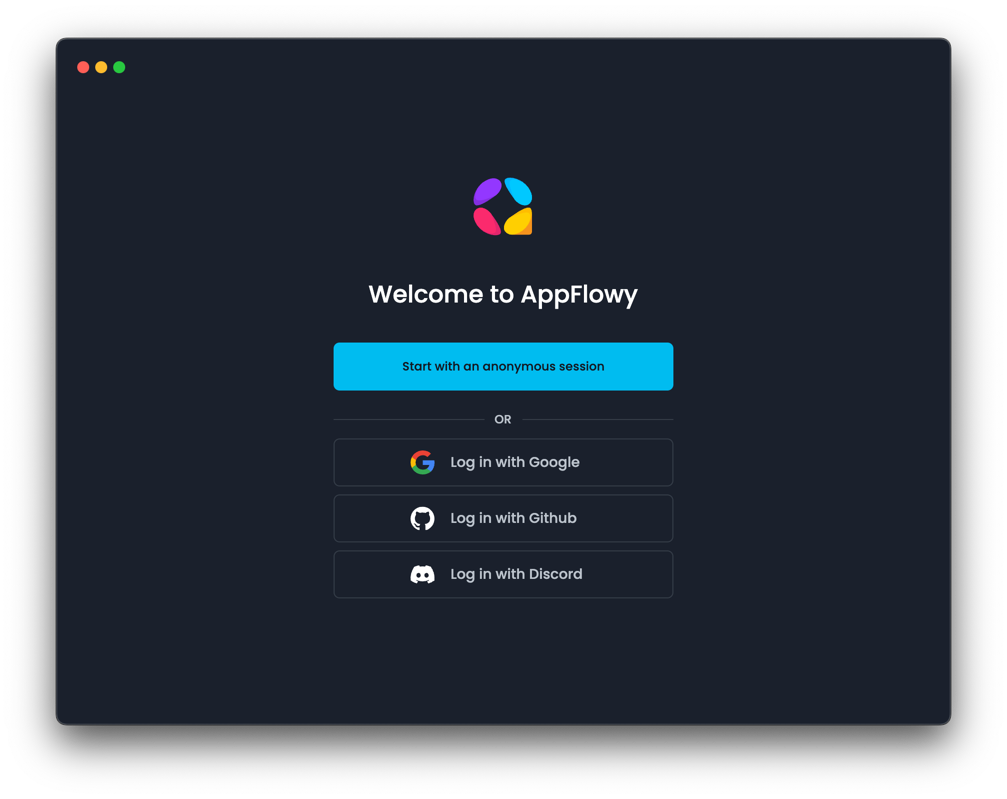 Welcome to AppFlowy
Start with an anonymous session
OR
Log in with Google
Log in with Github
Log in with Discord